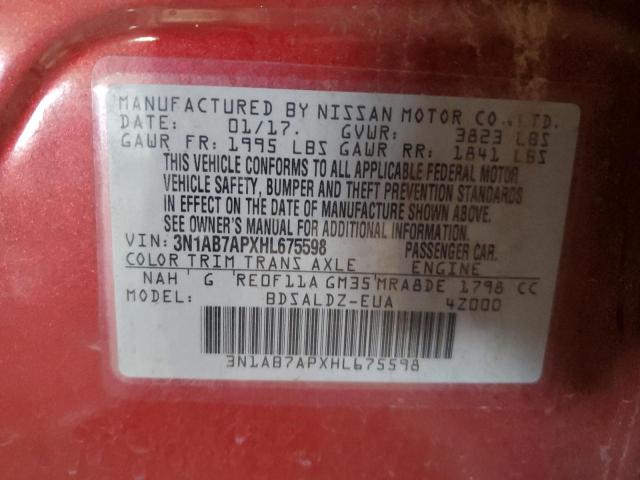 MANUFACTURED BY NISSAN MOTOR CO., LTD.
DATE: 01/17. GVWR: 3823 LBS
GAWR FR: 1995 LBS GAWR RR: 1841 LBS
THIS VEHICLE CONFORMS TO ALL APPLICABLE FEDERAL MOTOR
VEHICLE SAFETY, BUMPER AND THEFT PREVENTION STANDARDS
IN EFFECT ON THE DATE OF MANUFACTURE SHOWN ABOVE.
SEE OWNER'S MANUAL FOR ADDITIONAL INFORMATION.
VIN: 3N1AB7APXHL675598 PASSENGER CAR.
COLOR TRIM TRANS AXLE ENGINE
NAH G RE0F11A GM35 MRA8DE 1798 CC
MODEL: BDSALDZ-EUA 4Z000
3N1AB7APXHL675598